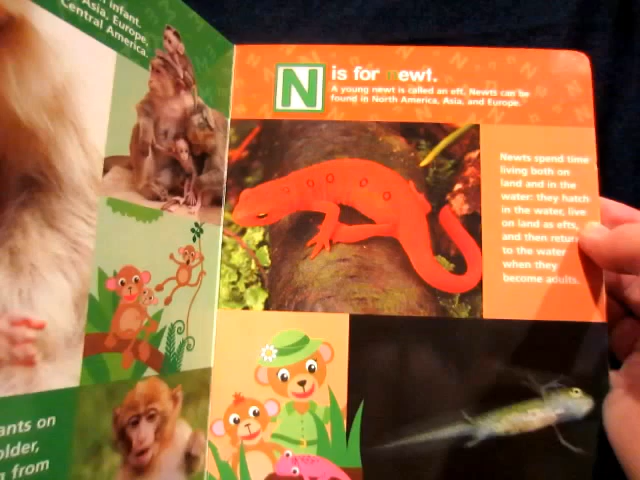 infant.
Asia, Europe
Central America
N is for newt.
A young newt is called an eft. Newts can be
found in North America, Asia, and Europe.
Newts spend time
living both on
land and in the
water: they hatch
in the water, live
on land as efts,
and then return
to the water
when they
become adults.
ants on
older,
g from